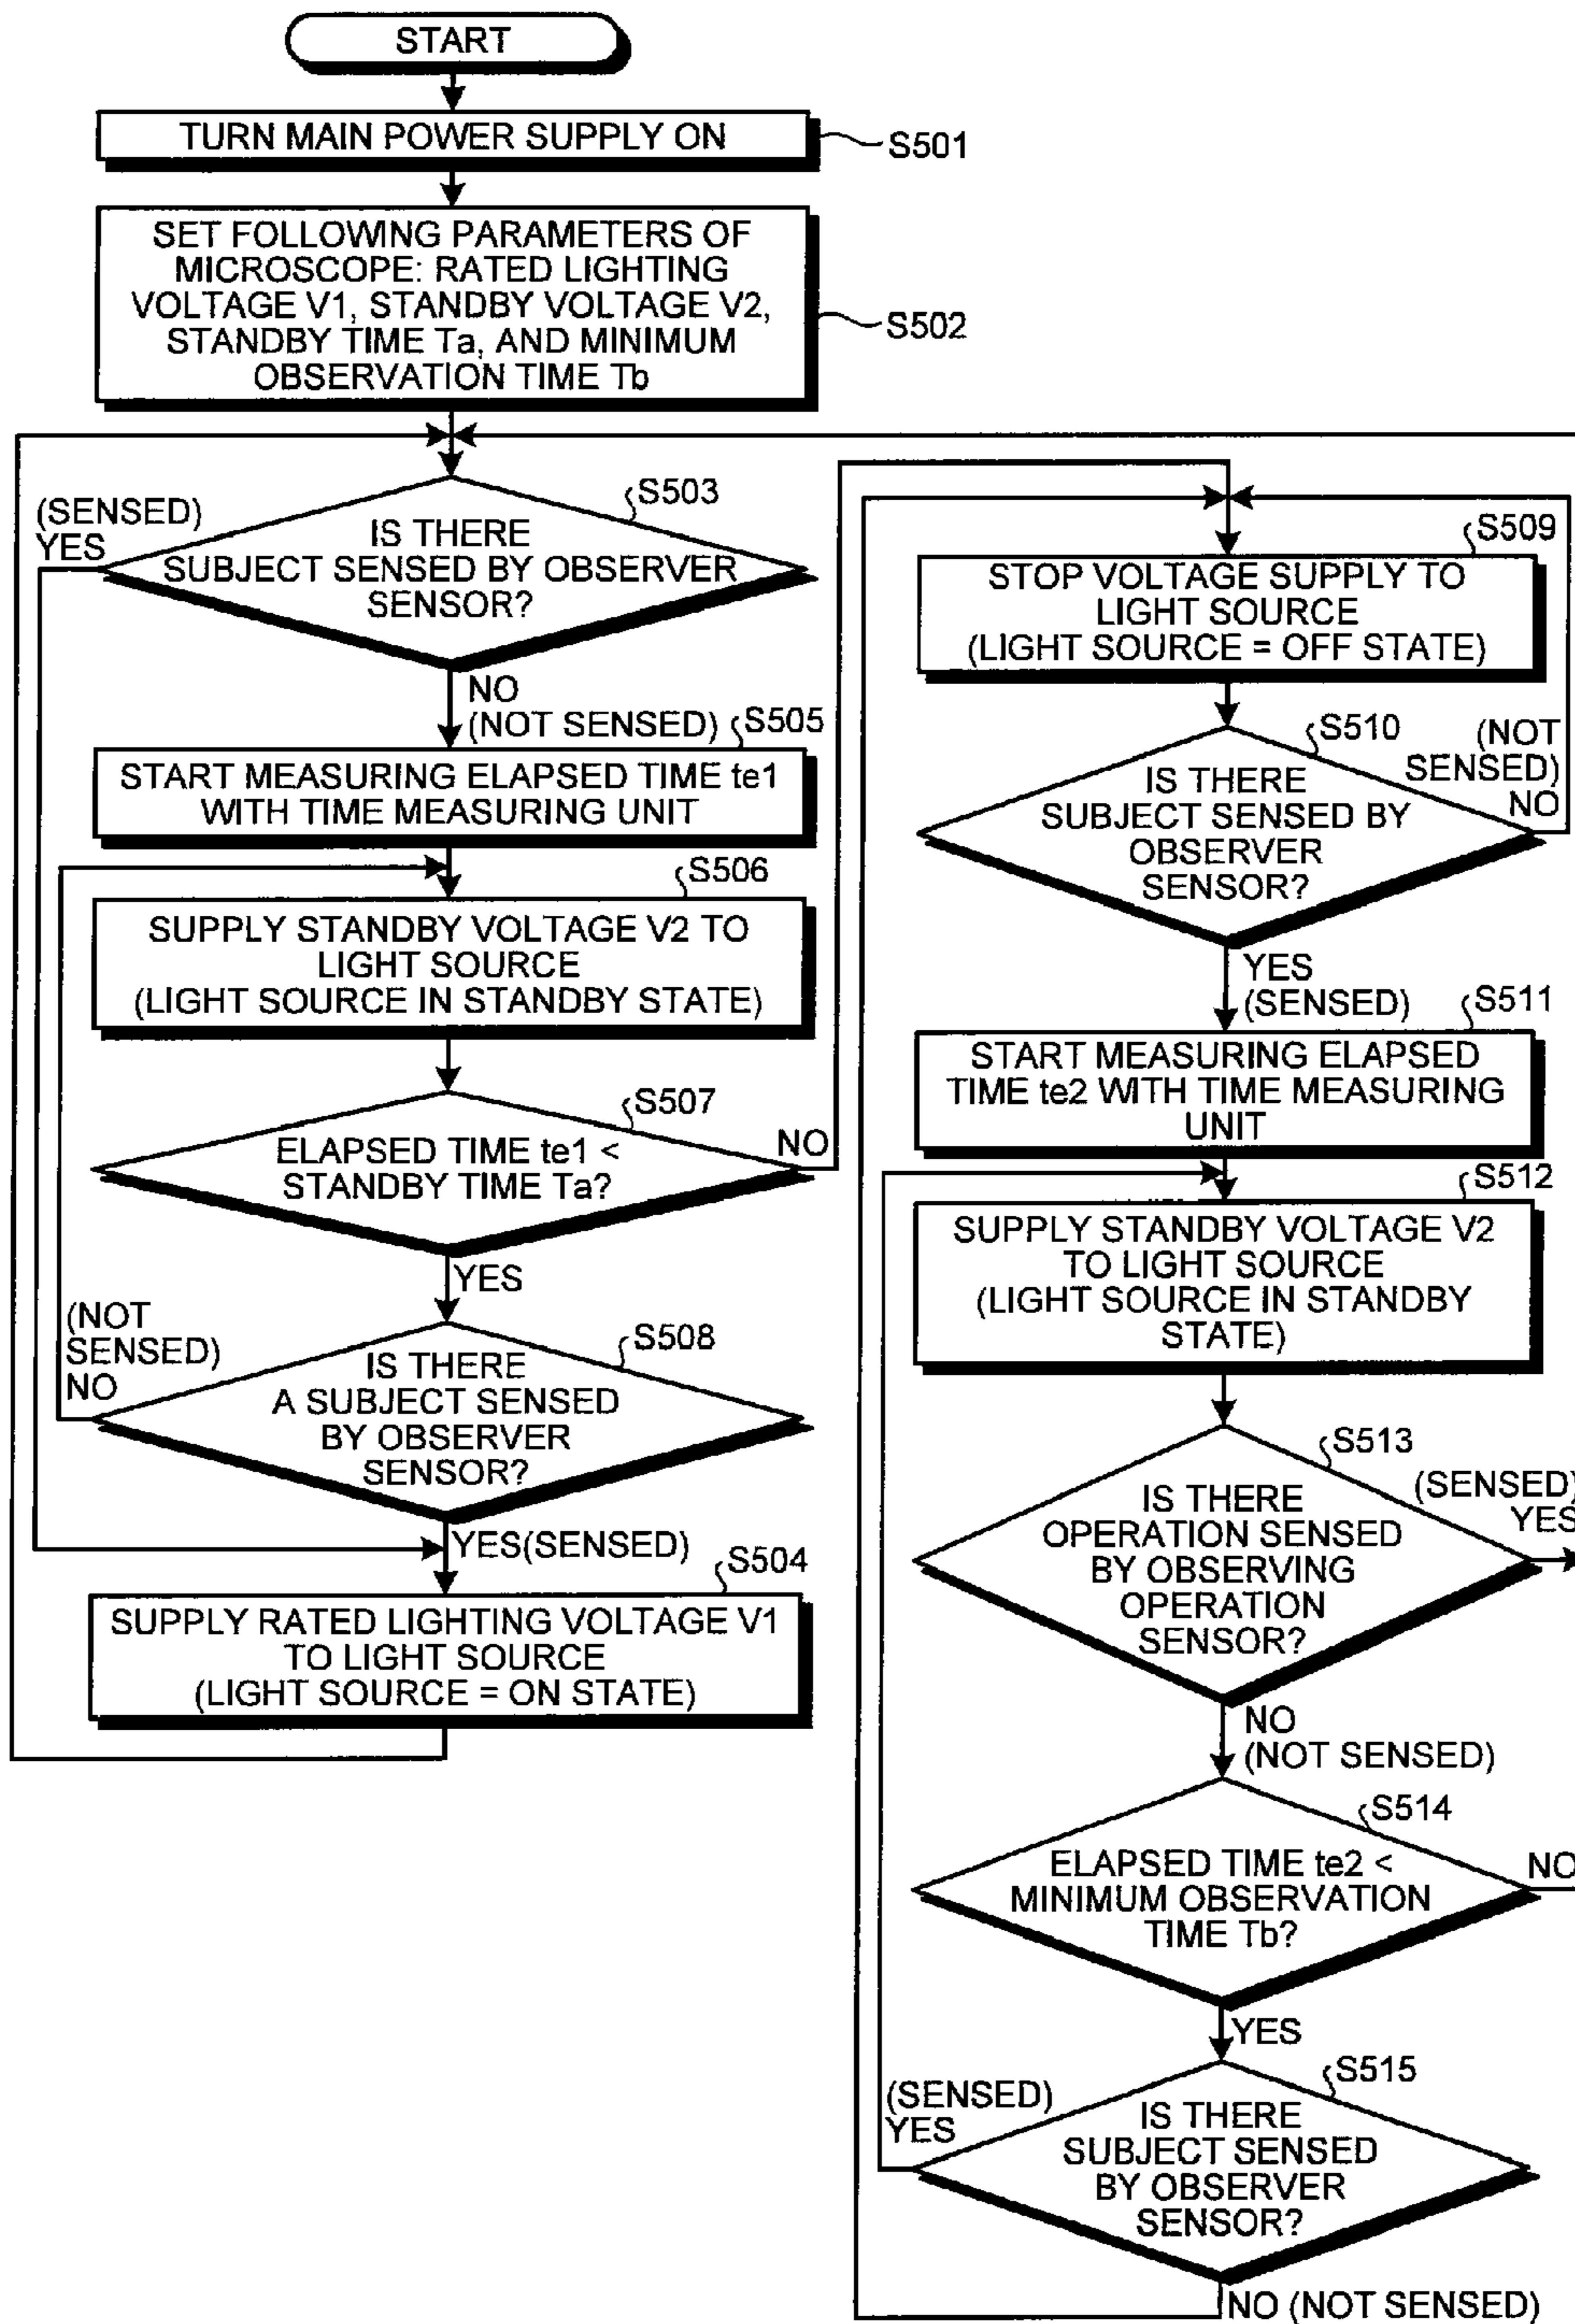 START
TURN MAIN POWER SUPPLY ON
S501
SET FOLLOWING PARAMETERS OF
MICROSCOPE: RATED LIGHTING
VOLTAGE V1, STANDBY VOLTAGE V2,
STANDBY TIME Ta, AND MINIMUM
OBSERVATION TIME Tb
S502
S503
(SENSED)
YES
IS THERE
SUBJECT SENSED BY OBSERVER
SENSOR?
NO
(NOT SENSED)
S505
START MEASURING ELAPSED TIME te1
WITH TIME MEASURING UNIT
S506
SUPPLY STANDBY VOLTAGE V2 TO
LIGHT SOURCE
(LIGHT SOURCE IN STANDBY STATE)
S507
ELAPSED TIME te1 <
STANDBY TIME Ta?
NO
YES
(NOT
SENSED)
NO
S508
IS THERE
A SUBJECT SENSED
BY OBSERVER
SENSOR?
YES(SENSED)
S504
SUPPLY RATED LIGHTING VOLTAGE V1
TO LIGHT SOURCE
(LIGHT SOURCE = ON STATE)
S509
STOP VOLTAGE SUPPLY TO
LIGHT SOURCE
(LIGHT SOURCE = OFF STATE)
S510
(NOT
SENSED)
NO
IS THERE
SUBJECT SENSED BY
OBSERVER
SENSOR?
YES
(SENSED)
S511
START MEASURING ELAPSED
TIME te2 WITH TIME MEASURING
UNIT
S512
SUPPLY STANDBY VOLTAGE V2
TO LIGHT SOURCE
(LIGHT SOURCE IN STANDBY
STATE)
S513
(SENSED)
YES
IS THERE
OPERATION SENSED
BY OBSERVING
OPERATION
SENSOR?
NO
(NOT SENSED)
S514
ELAPSED TIME te2 <
MINIMUM OBSERVATION
TIME Tb?
NO
YES
S515
(SENSED)
YES
IS THERE
SUBJECT SENSED
BY OBSERVER
SENSOR?
NO (NOT SENSED)